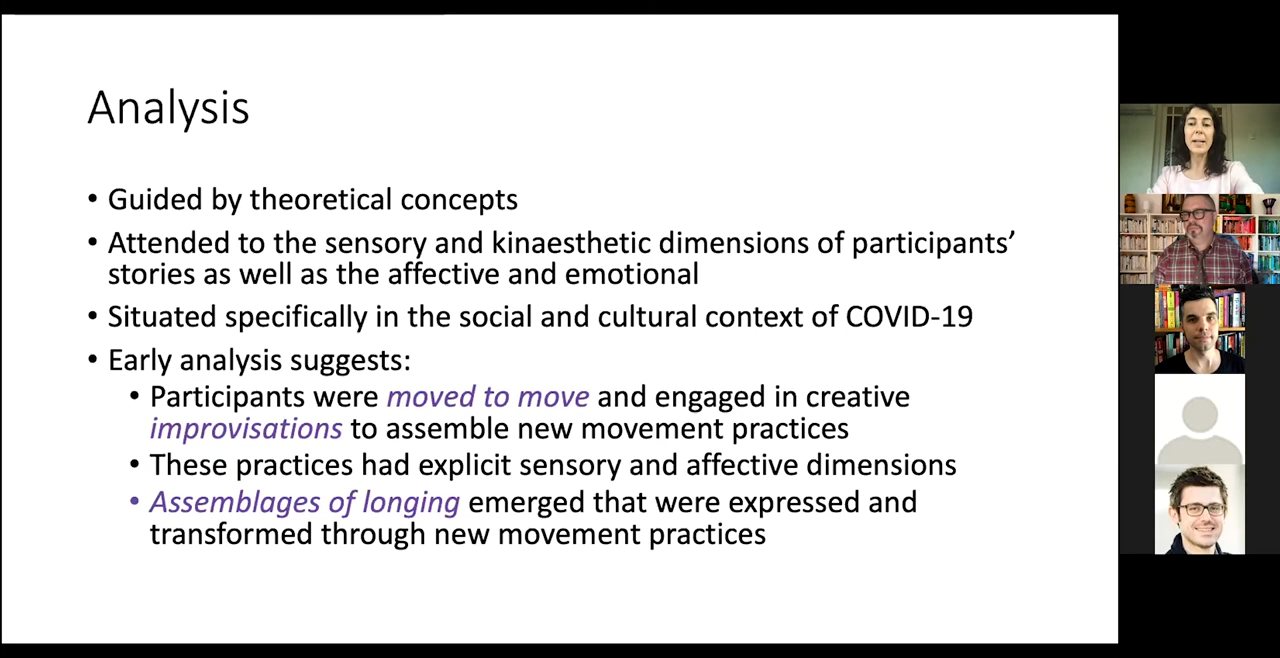 Analysis
• Guided by theoretical concepts
• Attended to the sensory and kinaesthetic dimensions of participants’
stories as well as the affective and emotional
• Situated specifically in the social and cultural context of COVID-19
• Early analysis suggests:
• Participants were moved to move and engaged in creative
improvisations to assemble new movement practices
• These practices had explicit sensory and affective dimensions
• Assemblages of longing emerged that were expressed and
transformed through new movement practices